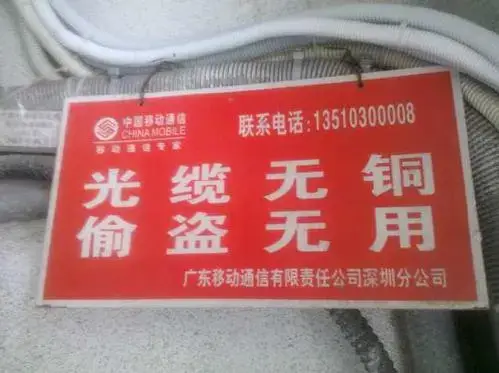 中国移动通信
CHINA MOBILE
移动通信专家
联系电话:13510300008
光缆无铜
偷盗无用
广东移动通信有限责任公司深圳分公司